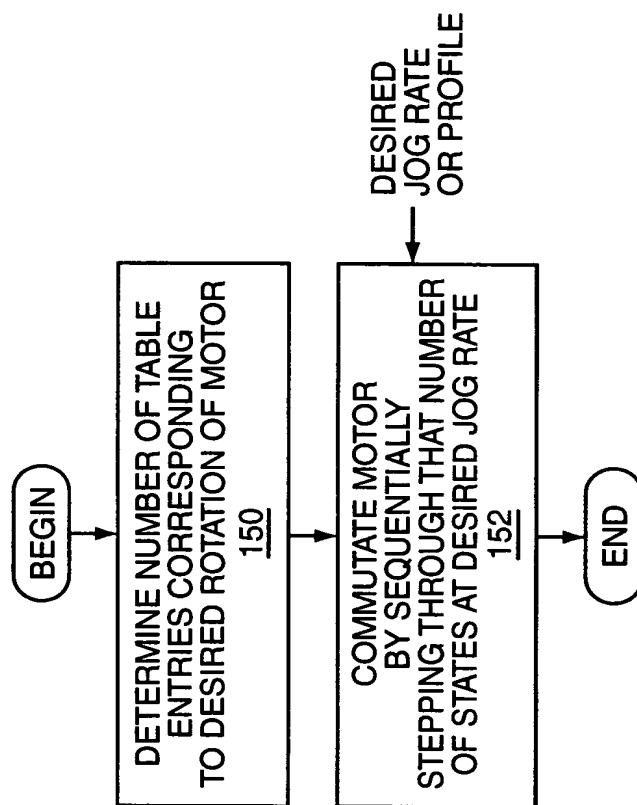 BEGIN
DETERMINE NUMBER OF TABLE
ENTRIES CORRESPONDING
TO DESIRED ROTATION OF MOTOR
150
COMMUTATE MOTOR
BY SEQUENTIALLY
STEPPING THROUGH THAT NUMBER
OF STATES AT DESIRED JOG RATE
152
DESIRED
JOG RATE
OR PROFILE
END